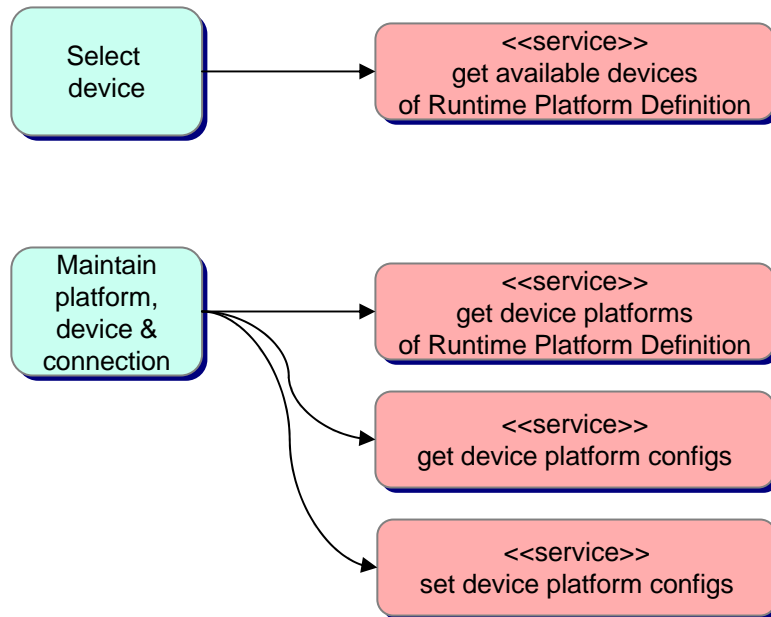 Select
device
<<service>>
get available devices
of Runtime Platform Definition
Maintain
platform,
device &
connection
<<service>>
get device platforms
of Runtime Platform Definition
<<service>>
get device platform configs
<<service>>
set device platform configs